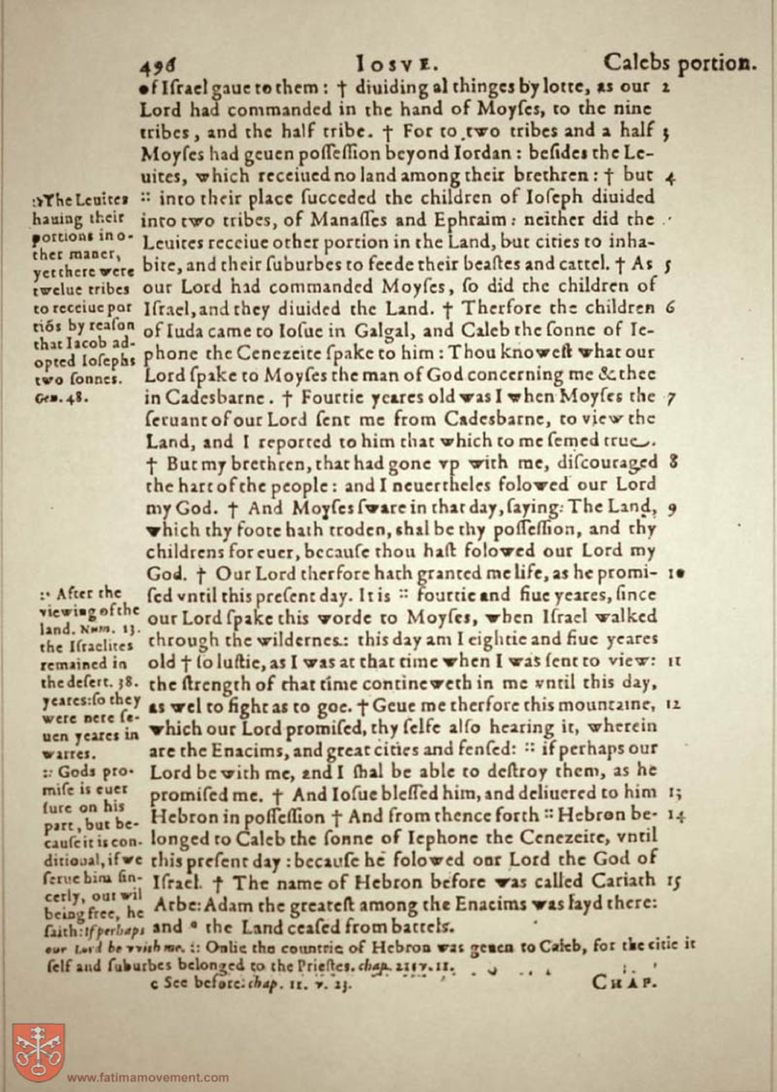 496 IOSVE. Calebs portion.
of Iſrael gaue to them: † diuiding al thinges by lotte, as our 2
Lord had commanded in the hand of Moyſes, to the nine
tribes, and the half tribe. † For to two tribes and a half 3
Moyſes had geuen poſſeſſion beyond Iordan: beſides the Le-
uites, which receiued no land among their brethren: † but 4
:: into their place ſucceded the children of Ioſeph diuided
into two tribes, of Manaſſes and Ephraim: neither did the
Leuites receiue other portion in the Land, but cities to inha-
bite, and their ſuburbes to feede their beaſtes and cattel. † As 5
our Lord had commanded Moyſes, ſo did the children of
Iſrael, and they diuided the Land. † Therfore the children 6
of Iuda came to Ioſue in Galgal, and Caleb the ſonne of Ie-
phone the Cenezeite ſpake to him: Thou knoweſt what our
Lord ſpake to Moyſes the man of God concerning me & thee
in Cadesbarne. † Fourtie yeares old was I when Moyſes the 7
ſeruant of our Lord ſent me from Cadesbarne, to view the
Land, and I reported to him that which to me ſemed true.
† But my brethren, that had gone vp with me, diſcouraged 8
the hart of the people: and I neuertheles folowed our Lord
my God. † And Moyſes ſware in that day, ſaying: The Land, 9
which thy foote hath troden, shal be thy poſſeſſion, and thy
childrens for euer, becauſe thou haſt folowed our Lord my
God. † Our Lord therfore hath granted me life, as he promi- 10
ſed vntil this preſent day. It is :: fourtie and fiue yeares, ſince
our Lord ſpake this worde to Moyſes, when Iſrael walked
through the wildernes: this day am I eightie and fiue yeares
old † ſo luſtie, as I was at that time when I was ſent to view: 11
the ſtrength of that time contineweth in me vntil this day,
as wel to fight as to goe. † Geue me therfore this mountaine, 12
which our Lord promiſed, thy ſelfe alſo hearing it, wherein
are the Enacims, and great cities and fenſed: :: if perhaps our
Lord be with me, and I shal be able to deſtroy them, as he
promiſed me. † And Ioſue bleſſed him, and deliuered to him 13
Hebron in poſſeſſion † And from thence forth :: Hebron be- 14
longed to Caleb the ſonne of Iephone the Cenezeite, vntil
this preſent day: becauſe he folowed our Lord the God of
Iſrael. † The name of Hebron before was called Cariath 15
Arbe: Adam the greateſt among the Enacims was layd there:
and c the Land ceaſed from battels.
:: The Leuites
hauing their
portions in o-
ther maner,
yet there were
twelue tribes
to receiue por
tiōs by reaſon
that Iacob ad-
opted Ioſephs
two ſonnes.
Gen. 48.
:: After the
viewing of the
land. Num. 13.
the Iſraelites
remained in
the deſert. 38.
yeares: ſo they
were nere ſe-
uen yeares in
warres.
:: Gods pro-
miſe is euer
ſure on his
part, but be-
cauſe it is con-
ditional, if we
ſerue him ſin-
cerly, our wil
being free, he
ſaith: if perhaps
our Lord be vvith me. :: Onlie the countrie of Hebron was geuen to Caleb, for the citie it
ſelf and ſuburbes belonged to the Prieſtes. chap. 21. v. 11.
c See before: chap. 11. v. 23.
CHAP.
www.fatimamovement.com